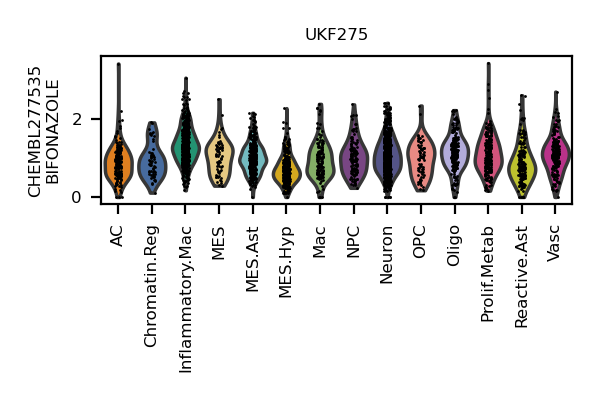 UKF275
CHEMBL277535
BIFONAZOLE
2
0
AC
Chromatin.Reg
Inflammatory.Mac
MES
MES.Ast
MES.Hyp
Mac
NPC
Neuron
OPC
Oligo
Prolif.Metab
Reactive.Ast
Vasc